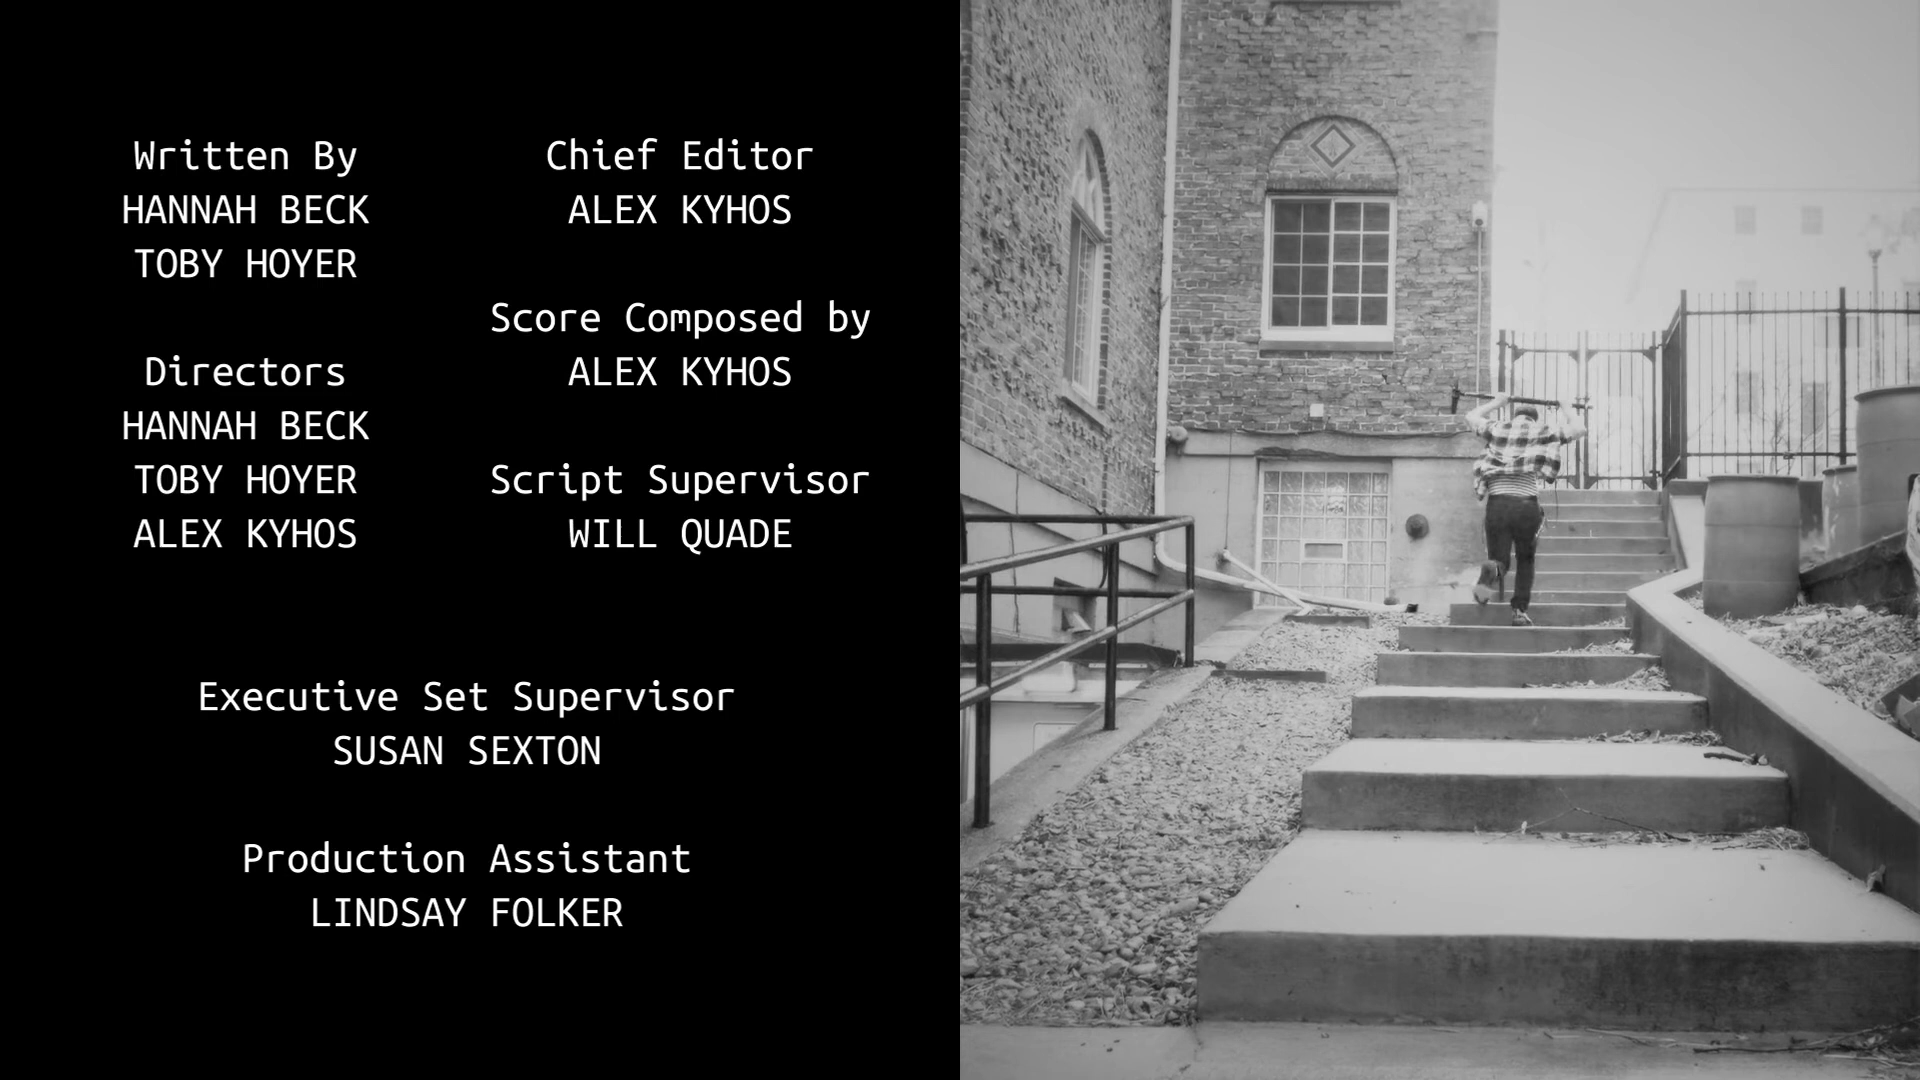 Written By
HANNAH BECK
TOBY HOYER
Directors
HANNAH BECK
TOBY HOYER
ALEX KYHOS
Chief Editor
ALEX KYHOS
Score Composed by
ALEX KYHOS
Script Supervisor
WILL QUADE
Executive Set Supervisor
SUSAN SEXTON
Production Assistant
LINDSAY FOLKER